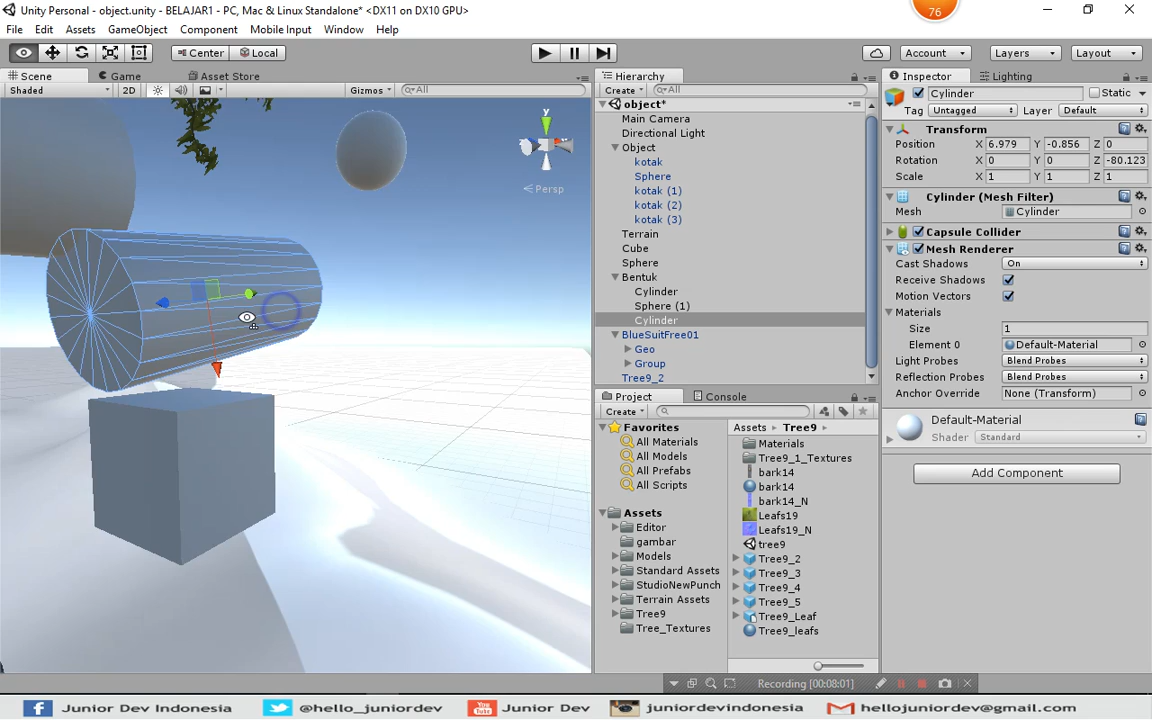 Unity Personal - object.unity - BELAJAR1 - PC, Mac & Linux Standalone* <DX11 on DX10 GPU>
76
File Edit Assets GameObject Component Mobile Input Window Help
Center Local Account Layers Layout
Scene Game Asset Store
Shaded 2D Gizmos All
y
Persp
Hierarchy
Create All
object*
Main Camera
Directional Light
Object
kotak
Sphere
kotak (1)
kotak (2)
kotak (3)
Terrain
Cube
Sphere
Bentuk
Cylinder
Sphere (1)
Cylinder
BlueSuitFree01
Geo
Group
Tree9_2
Project Console
Create
Favorites
All Materials
All Models
All Prefabs
All Scripts
Assets
Editor
gambar
Models
Standard Assets
StudioNewPunch
Terrain Assets
Tree9
Tree_Textures
Assets Tree9
Materials
Tree9_1_Textures
bark14
bark14
bark14_N
Leafs19
Leafs19_N
tree9
Tree9_2
Tree9_3
Tree9_4
Tree9_5
Tree9_Leaf
Tree9_leafs
Inspector Lighting
Cylinder Static
Tag Untagged Layer Default
Transform
Position X 6.979 Y -0.856 Z 0
Rotation X 0 Y 0 Z -80.123
Scale X 1 Y 1 Z 1
Cylinder (Mesh Filter)
Mesh Cylinder
Capsule Collider
Mesh Renderer
Cast Shadows On
Receive Shadows
Motion Vectors
Materials
Size 1
Element 0 Default-Material
Light Probes Blend Probes
Reflection Probes Blend Probes
Anchor Override None (Transform)
Default-Material
Shader Standard
Add Component
Recording [00:08:01]
Junior Dev Indonesia @hello_juniordev Junior Dev juniordevindonesia hellojuniordev@gmail.com